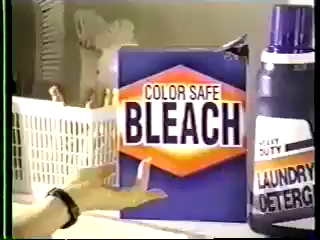 COLOR SAFE
BLEACH
HEAVY
DUTY
LAUNDRY
DETERG